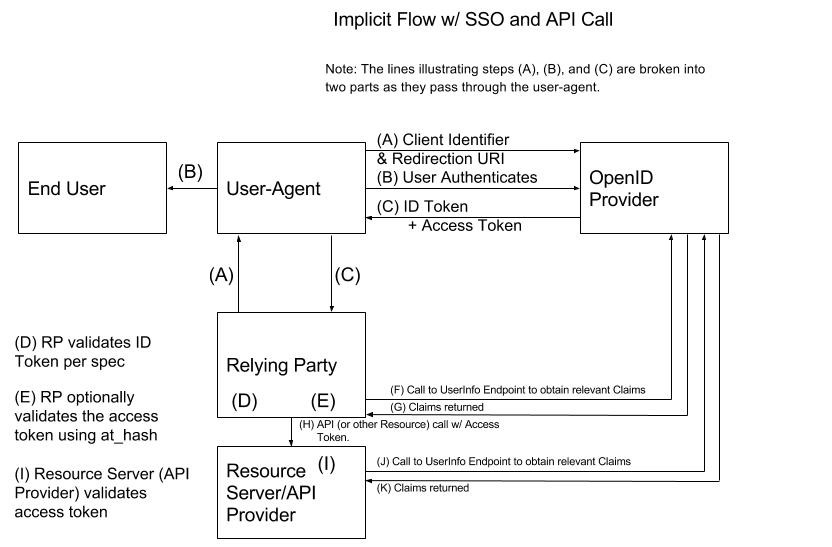 Implicit Flow w/ SSO and API Call
Note: The lines illustrating steps (A), (B), and (C) are broken into
two parts as they pass through the user-agent.
End User
(B)
User-Agent
(A) Client Identifier
& Redirection URI
(B) User Authenticates
(C) ID Token
+ Access Token
OpenID
Provider
(A)
(C)
(D) RP validates ID
Token per spec
(E) RP optionally
validates the access
token using at_hash
(I) Resource Server (API
Provider) validates
access token
Relying Party
(D)
(E)
(F) Call to UserInfo Endpoint to obtain relevant Claims
(G) Claims returned
(H) API (or other Resource) call w/ Access
Token.
Resource
Server/API
Provider
(I)
(J) Call to UserInfo Endpoint to obtain relevant Claims
(K) Claims returned